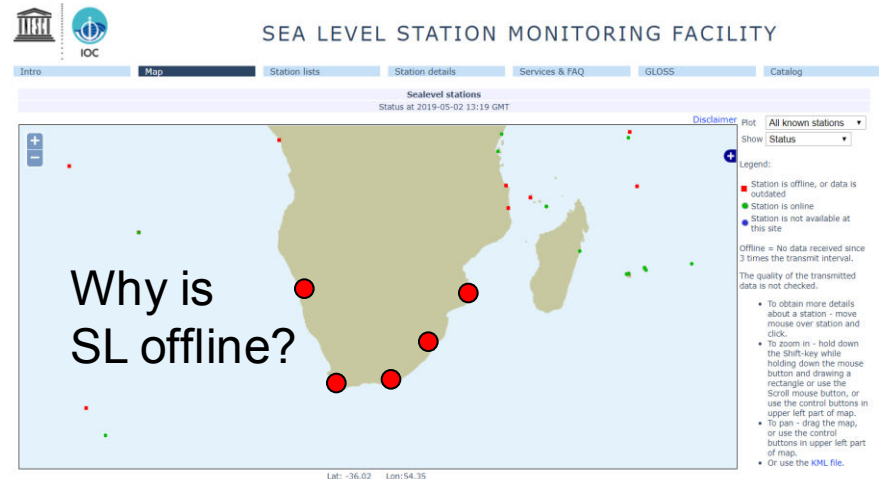 IOC
SEA LEVEL STATION MONITORING FACILITY
Intro
Map
Station lists
Station details
Services & FAQ
GLOSS
Catalog
Sealevel stations
Status at 2019-05-02 13:19 GMT
Disclaimer
Plot All known stations
Show Status
+
−
+
Legend:
Station is offline, or data is
outdated
Station is online
Station is not available at
this site
Offline = No data received since
3 times the transmit interval.
The quality of the transmitted
data is not checked.
• To obtain more details
about a station - move
mouse over station and
click.
• To zoom in - hold down
the Shift-key while
holding down the mouse
button and drawing a
rectangle or use the
Scroll mouse button, or
use the control buttons in
upper left part of map.
• To pan - drag the map,
or use the control
buttons in upper left part
of map.
• Or use the KML file.
Why is
SL offline?
Lat: -36.02 Lon:54.35